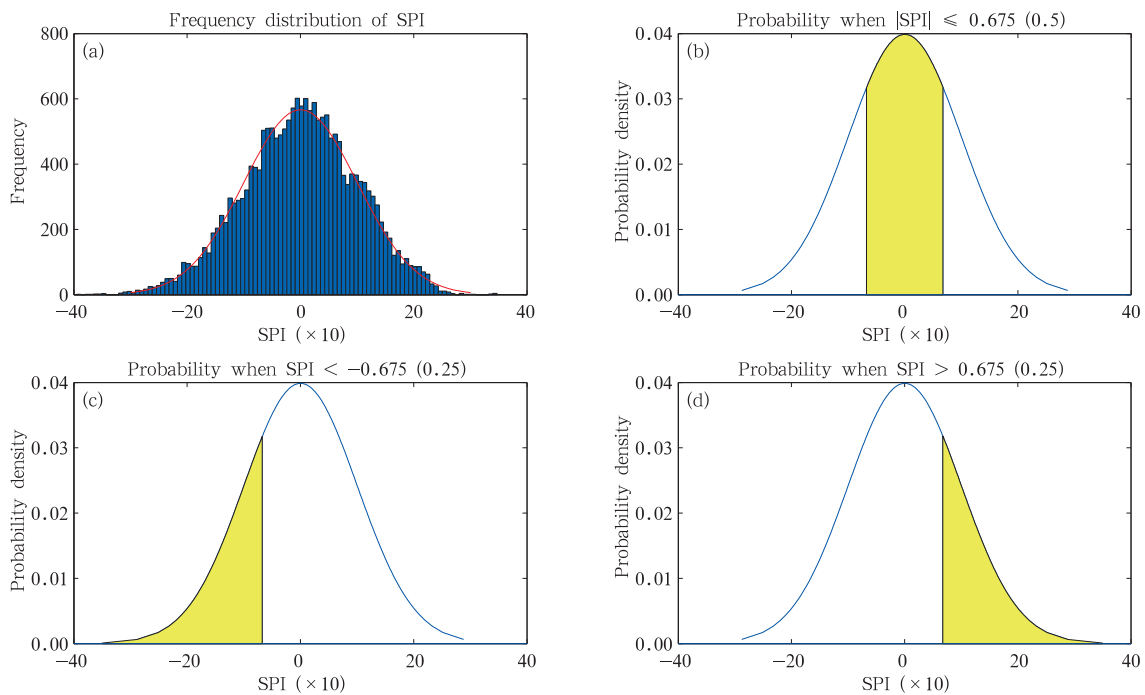 Frequency distribution of SPI
(a)
Frequency
800
600
400
200
0
−40
−20
0
20
40
SPI (×10)
Probability when |SPI| ⩽ 0.675 (0.5)
(b)
Probability density
0.04
0.03
0.02
0.01
0.00
−40
−20
0
20
40
SPI (×10)
Probability when SPI < −0.675 (0.25)
(c)
Probability density
0.04
0.03
0.02
0.01
0.00
−40
−20
0
20
40
SPI (×10)
Probability when SPI > 0.675 (0.25)
(d)
Probability density
0.04
0.03
0.02
0.01
0.00
−40
−20
0
20
40
SPI (×10)